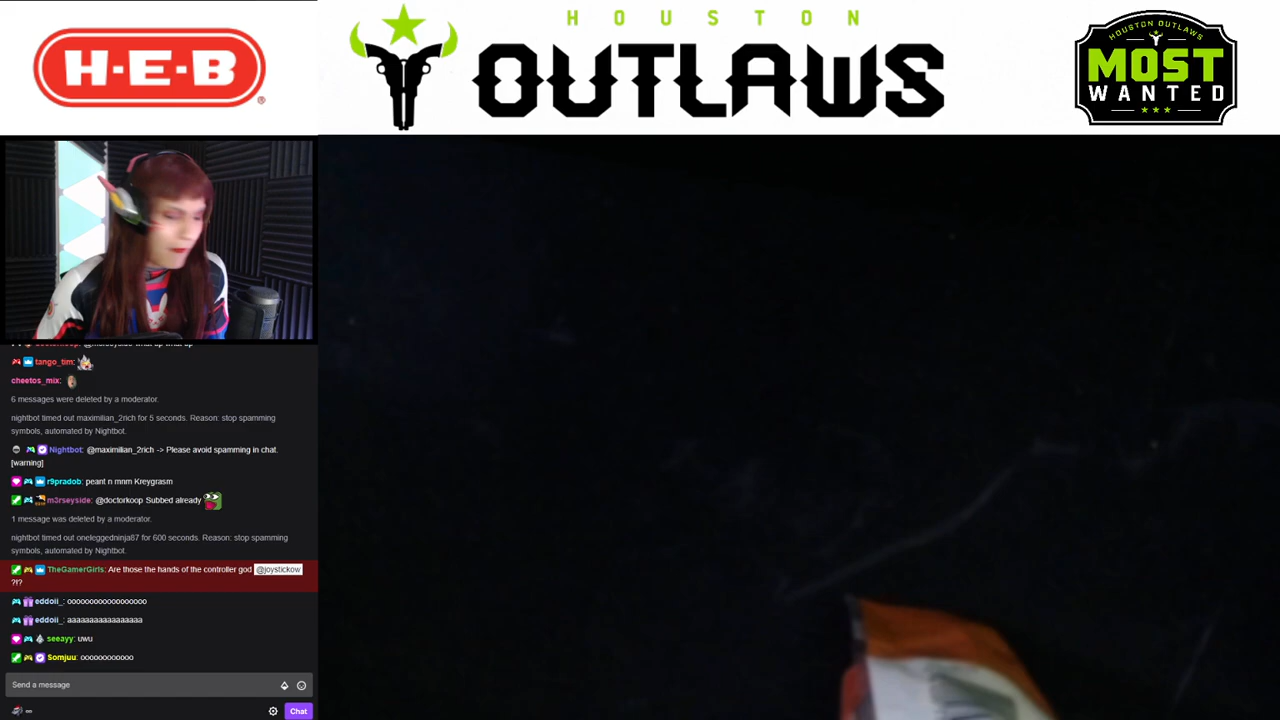 H-E-B
HOUSTON
OUTLAWS
HOUSTON OUTLAWS
MOST
WANTED
tango_tim:
cheetos_mix:
6 messages were deleted by a moderator.
nightbot timed out maximilian_2rich for 5 seconds. Reason: stop spamming
symbols, automated by Nightbot.
Nightbot: @maximilian_2rich -> Please avoid spamming in chat.
[warning]
r9pradob: peant n mnm Kreygrasm
m3rseyside: @doctorkoop Subbed already
1 message was deleted by a moderator.
nightbot timed out oneleggedninja87 for 600 seconds. Reason: stop spamming
symbols, automated by Nightbot.
TheGamerGirls: Are those the hands of the controller god @joystickow
?!?
eddoii_: oooooooooooooooooo
eddoii_: aaaaaaaaaaaaaaaaa
seeayy: uwu
Somjuu: oooooooooooo
Send a message
Chat